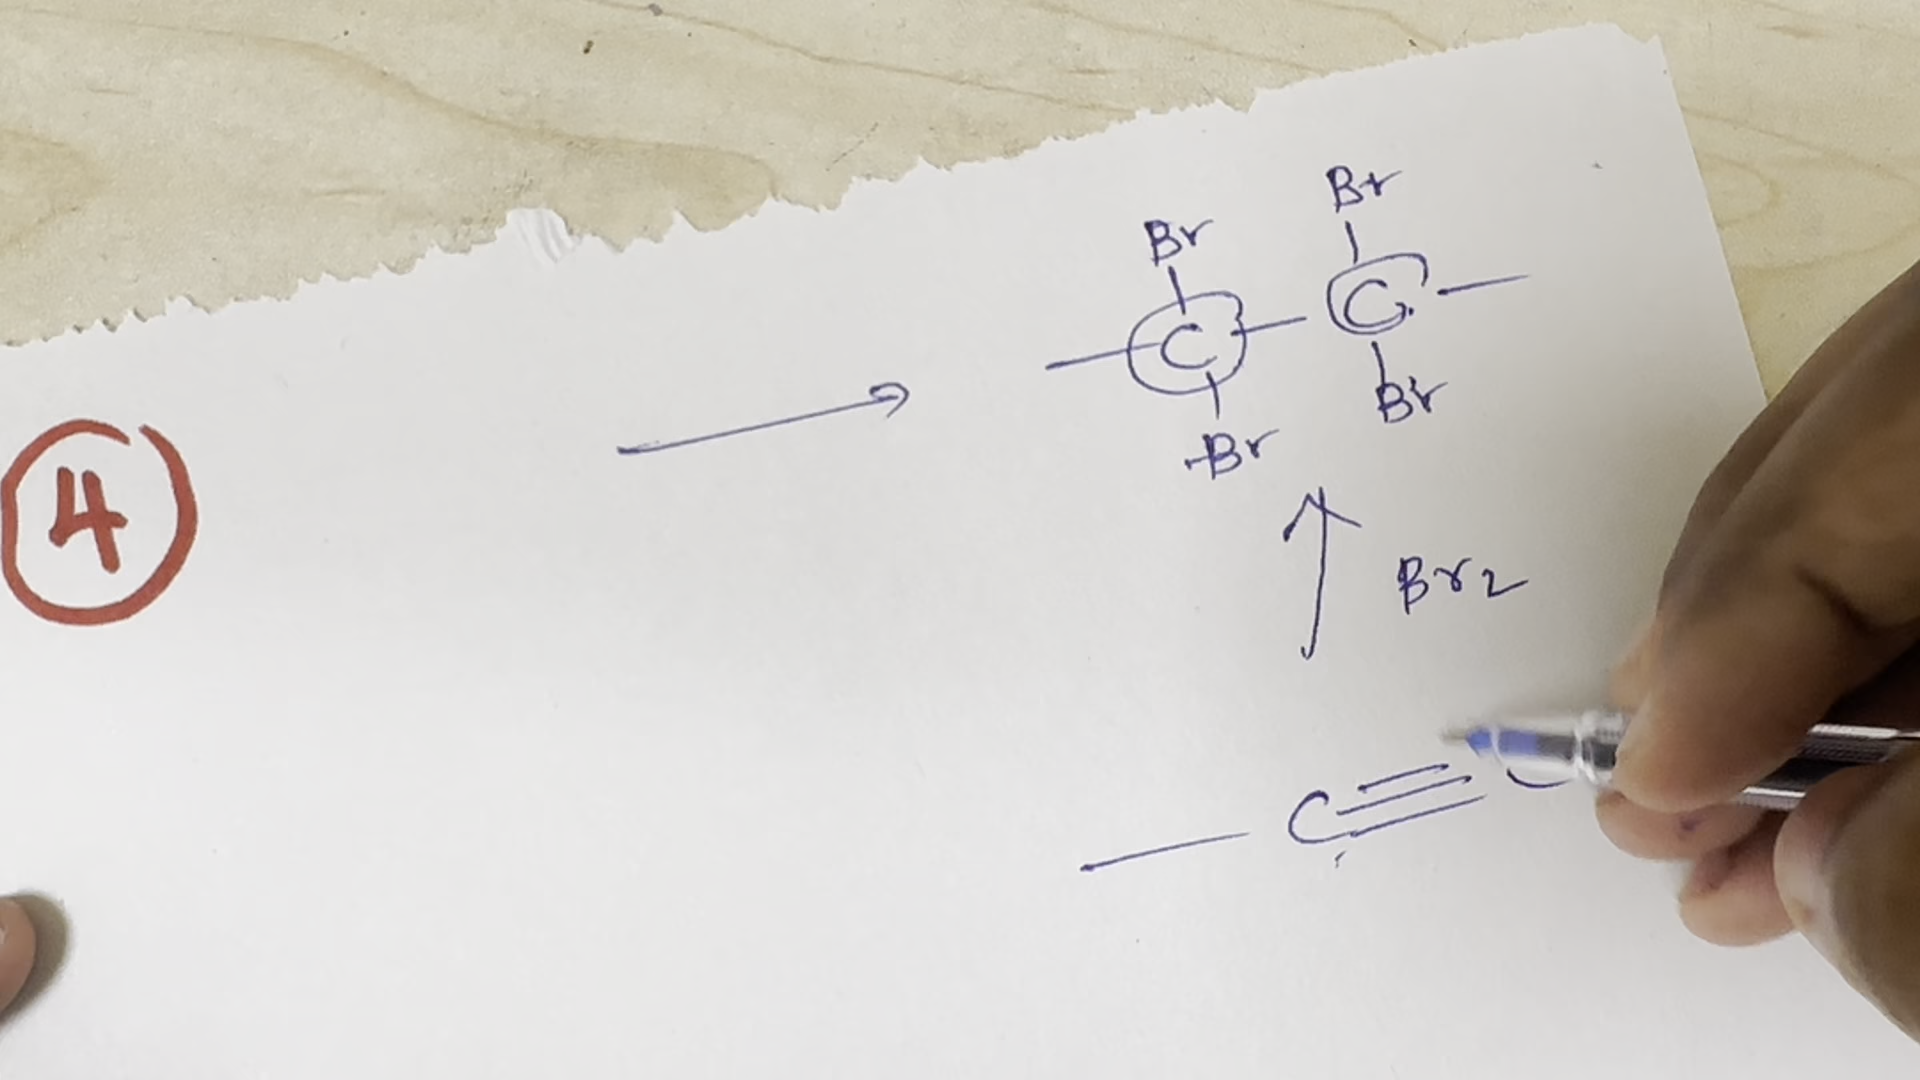 Br Br
— C — C —
Br Br
4
Br2
— C ≡ C